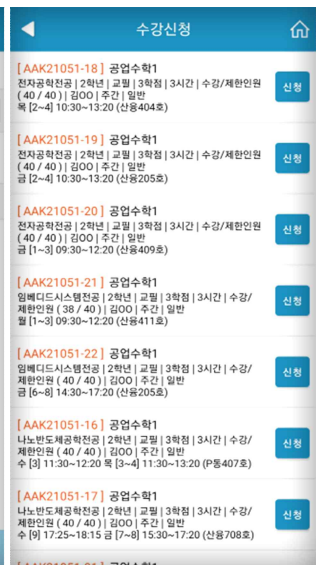 수강신청
[ AAK21051-18 ] 공업수학1
전자공학전공 | 2학년 | 교필 | 3학점 | 3시간 | 수강/제한인원
( 40 / 40 ) | 김OO | 주간 | 일반
목 [2~4] 10:30~13:20 (산융404호)
신청
[ AAK21051-19 ] 공업수학1
전자공학전공 | 2학년 | 교필 | 3학점 | 3시간 | 수강/제한인원
( 40 / 40 ) | 김OO | 주간 | 일반
금 [2~4] 10:30~13:20 (산융205호)
신청
[ AAK21051-20 ] 공업수학1
전자공학전공 | 2학년 | 교필 | 3학점 | 3시간 | 수강/제한인원
( 40 / 40 ) | 김OO | 주간 | 일반
금 [1~3] 09:30~12:20 (산융409호)
신청
[ AAK21051-21 ] 공업수학1
임베디드시스템전공 | 2학년 | 교필 | 3학점 | 3시간 | 수강/
제한인원 ( 38 / 40 ) | 김OO | 주간 | 일반
월 [1~3] 09:30~12:20 (산융411호)
신청
[ AAK21051-22 ] 공업수학1
임베디드시스템전공 | 2학년 | 교필 | 3학점 | 3시간 | 수강/
제한인원 ( 40 / 40 ) | 김OO | 주간 | 일반
금 [6~8] 14:30~17:20 (산융205호)
신청
[ AAK21051-16 ] 공업수학1
나노반도체공학전공 | 2학년 | 교필 | 3학점 | 3시간 | 수강/
제한인원 ( 40 / 40 ) | 김OO | 주간 | 일반
수 [3] 11:30~12:20 목 [3~4] 11:30~13:20 (P동407호)
신청
[ AAK21051-17 ] 공업수학1
나노반도체공학전공 | 2학년 | 교필 | 3학점 | 3시간 | 수강/
제한인원 ( 40 / 40 ) | 김OO | 주간 | 일반
수 [9] 17:25~18:15 금 [7~8] 15:30~17:20 (산융708호)
신청